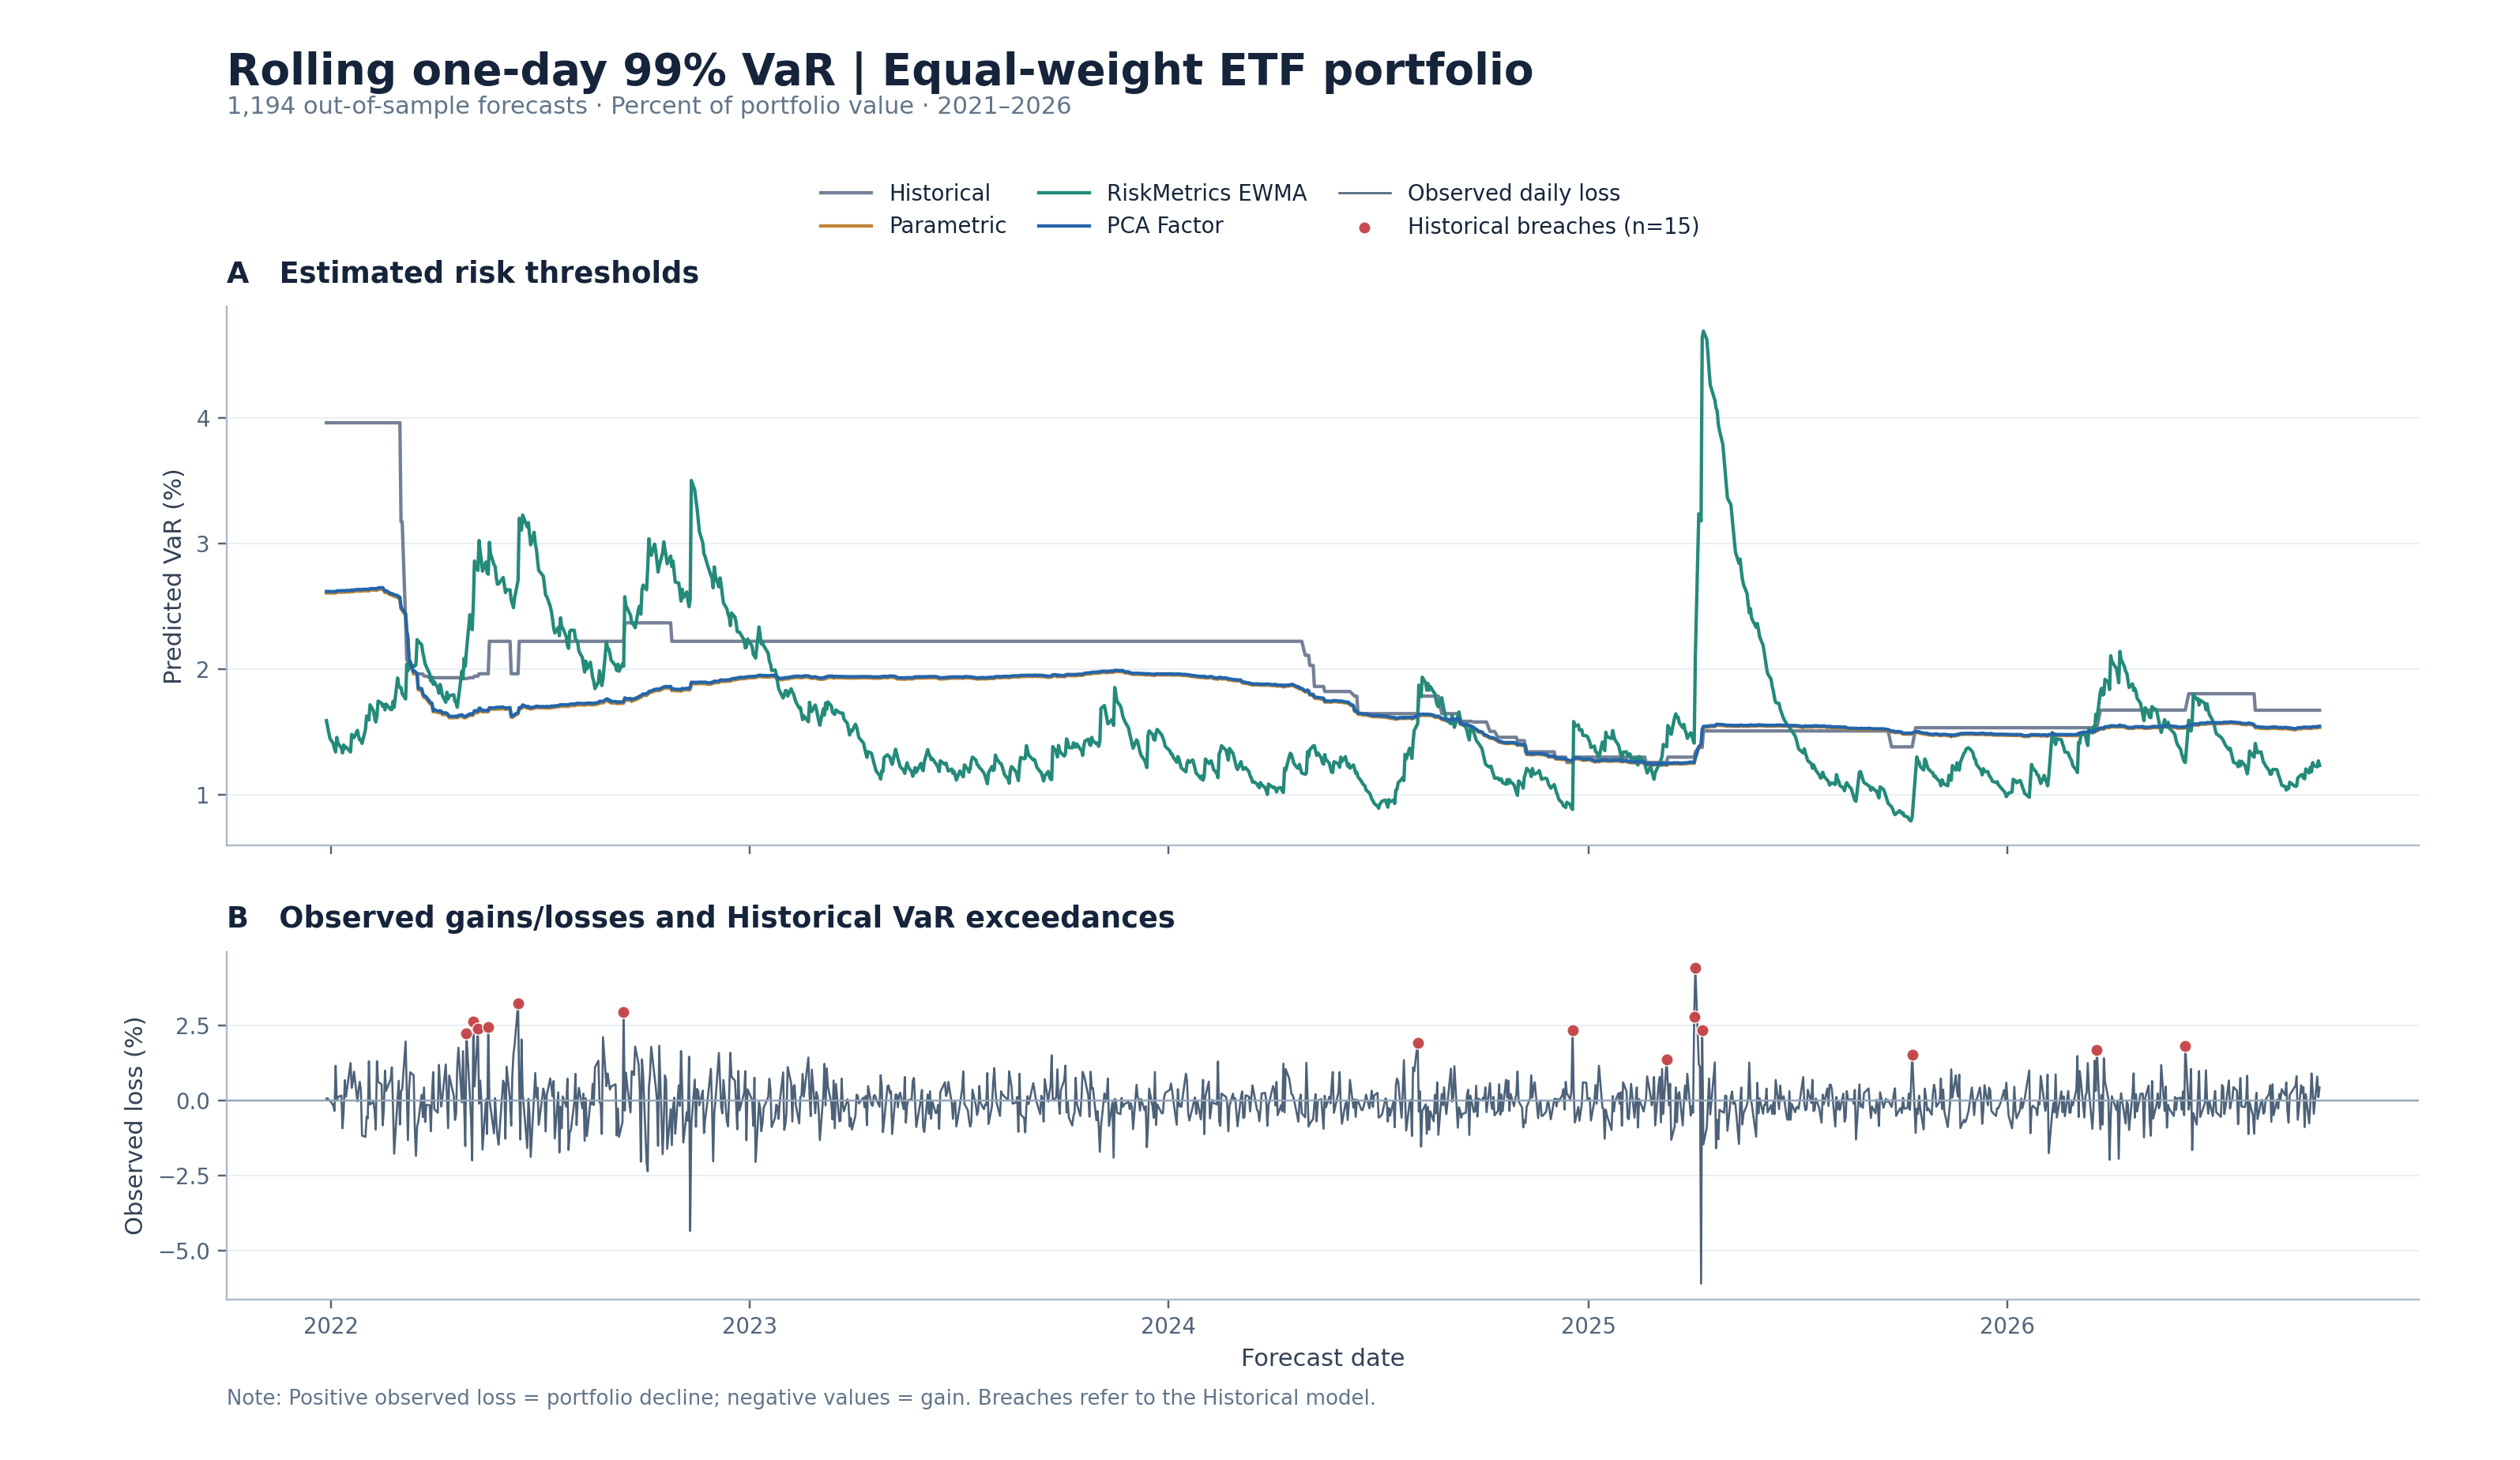 Rolling one-day 99% VaR | Equal-weight ETF portfolio
1,194 out-of-sample forecasts · Percent of portfolio value · 2021–2026
Historical
Parametric
RiskMetrics EWMA
PCA Factor
Observed daily loss
Historical breaches (n=15)
A Estimated risk thresholds
Predicted VaR (%)
4
3
2
1
B Observed gains/losses and Historical VaR exceedances
Observed loss (%)
2.5
0.0
−2.5
−5.0
2022 2023 2024 2025 2026
Forecast date
Note: Positive observed loss = portfolio decline; negative values = gain. Breaches refer to the Historical model.